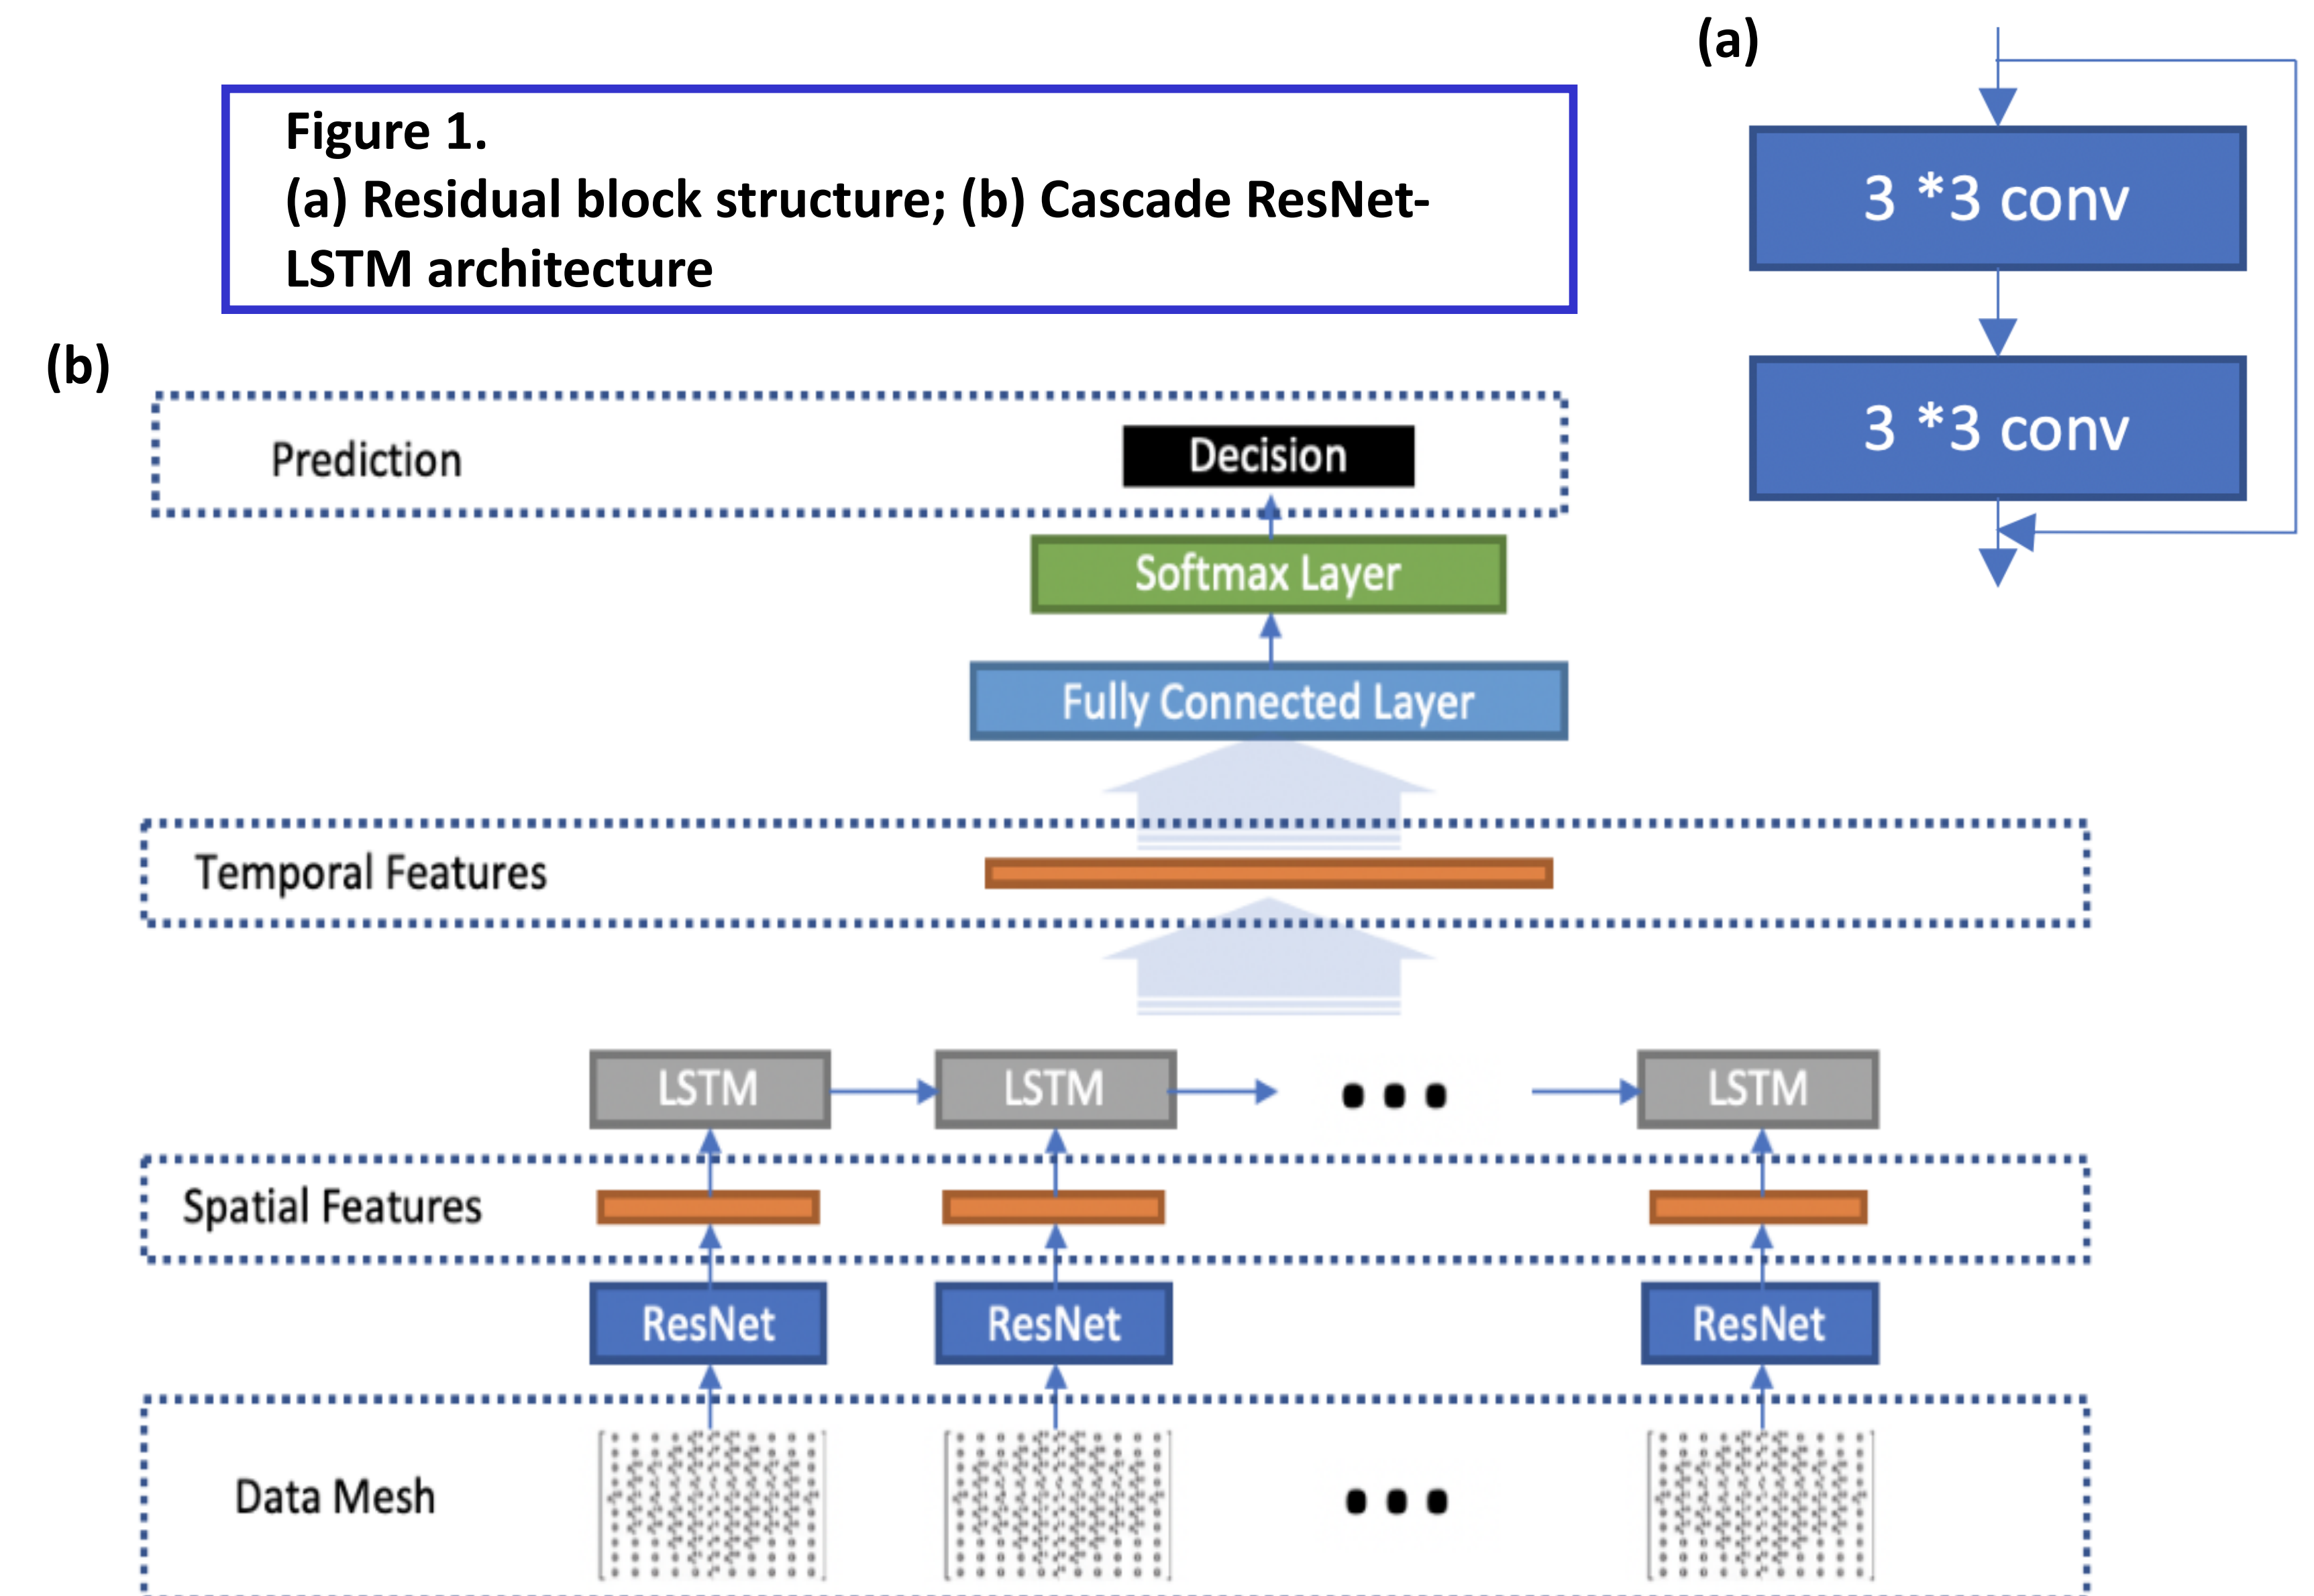 (a)
Figure 1.
(a) Residual block structure; (b) Cascade ResNet-
LSTM architecture
3 *3 conv
3 *3 conv
(b)
Prediction
Decision
Softmax Layer
Fully Connected Layer
Temporal Features
LSTM LSTM ... LSTM
Spatial Features
ResNet ResNet ResNet
Data Mesh ...